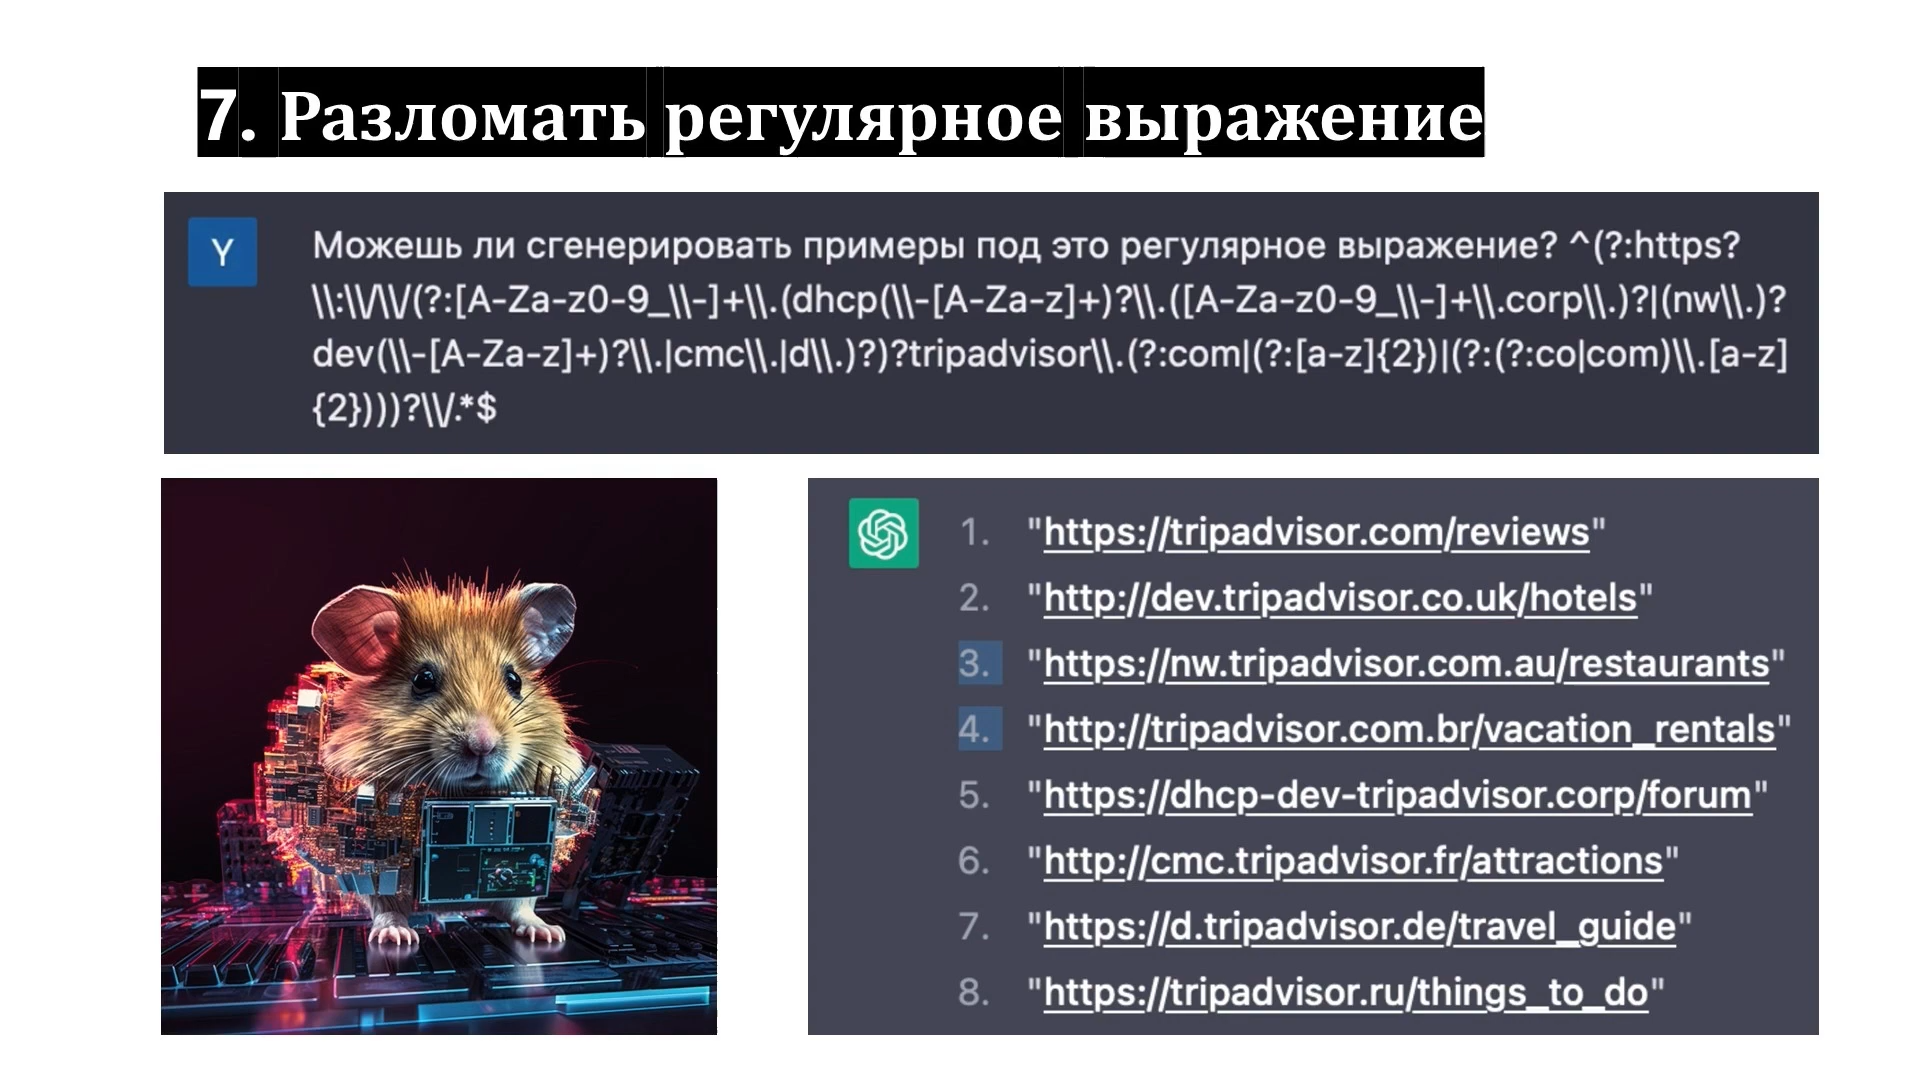 7. Разломать регулярное выражение
Y
Можешь ли сгенерировать примеры под это регулярное выражение? ^(?:https?
\\:\\/\\/(?:[A-Za-z0-9_\\-]+\\.(dhcp(\\-[A-Za-z]+)?\\.([A-Za-z0-9_\\-]+\\.corp\\.)?|(nw\\.)?
dev(\\-[A-Za-z]+)?\\.|cmc\\.|d\\.)?)?tripadvisor\\.(?:com|(?:[a-z]{2})|(?:(?:co|com)\\.[a-z]
{2})))?\\/.*$
1. "https://tripadvisor.com/reviews"
2. "http://dev.tripadvisor.co.uk/hotels"
3. "https://nw.tripadvisor.com.au/restaurants"
4. "http://tripadvisor.com.br/vacation_rentals"
5. "https://dhcp-dev-tripadvisor.corp/forum"
6. "http://cmc.tripadvisor.fr/attractions"
7. "https://d.tripadvisor.de/travel_guide"
8. "https://tripadvisor.ru/things_to_do"